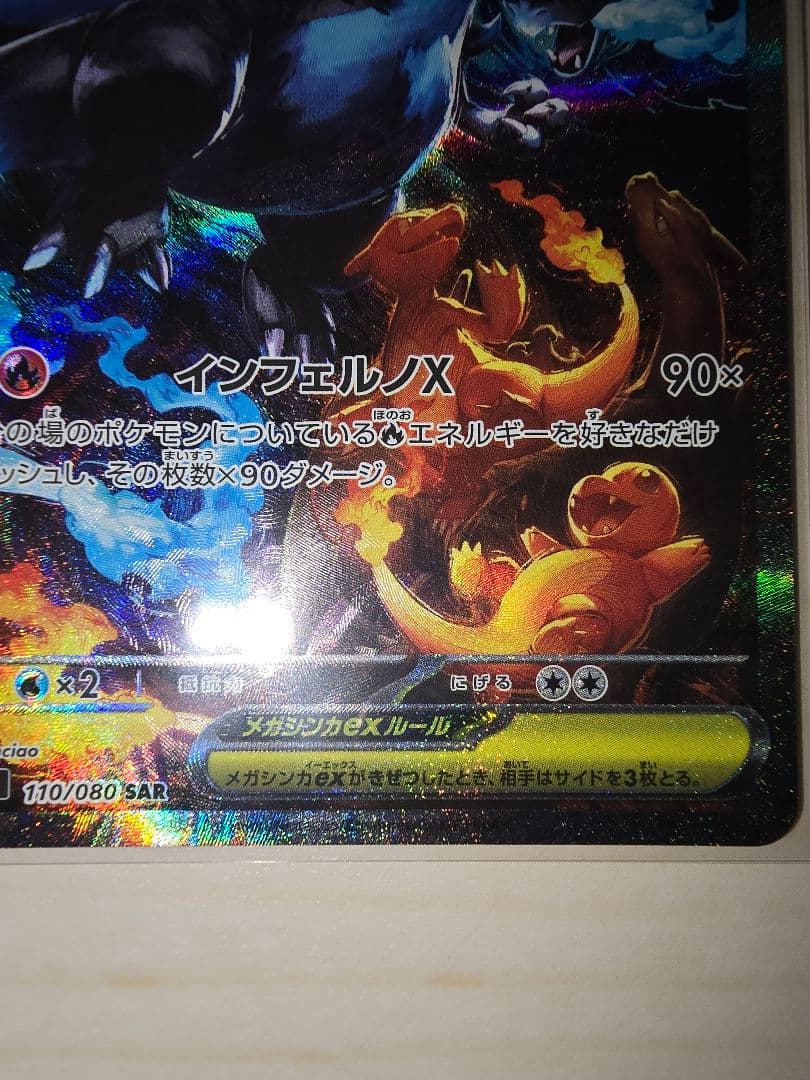 インフェルノX 90×
の場のポケモンについている エネルギーを好きなだけ
ッシュし、その枚数×90ダメージ。
×2 抵抗力 にげる
メガシンカexルール
メガシンカexがきぜつしたとき、相手はサイドを3枚とる。
ciao
110/080 SAR